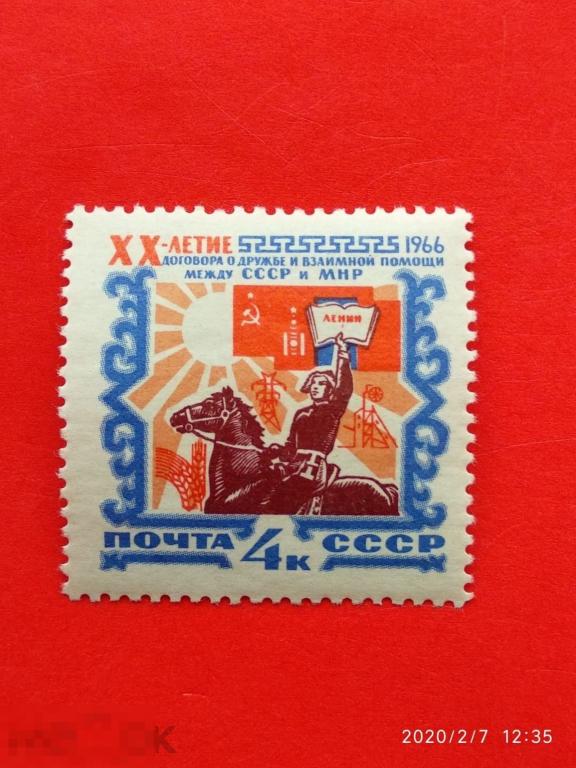 XX-ЛЕТИЕ 1966
ДОГОВОРА О ДРУЖБЕ И ВЗАИМНОЙ ПОМОЩИ
МЕЖДУ СССР И МНР
ЛЕНИН
ПОЧТА 4К СССР
2020/2/7 12:35